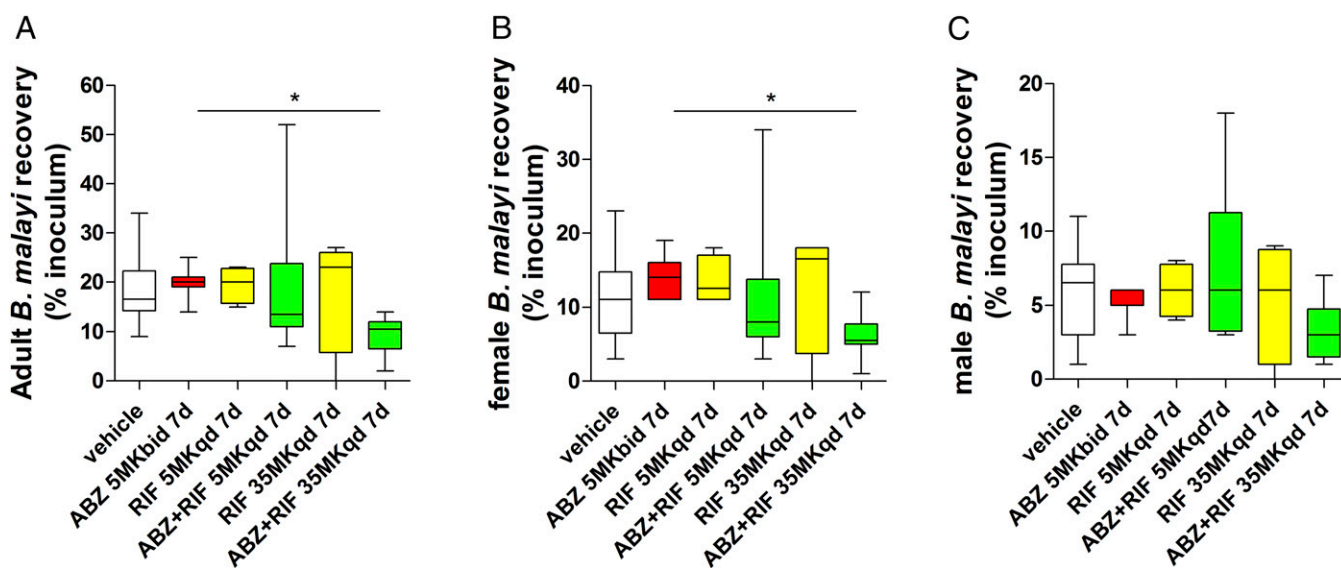 A
Adult B. malayi recovery
(% inoculum)
60
50
40
30
20
10
0
*
vehicle
ABZ 5MKbid 7d
RIF 5MKqd 7d
ABZ+RIF 5MKqd 7d
RIF 35MKqd 7d
ABZ+RIF 35MKqd 7d
B
female B. malayi recovery
(% inoculum)
40
30
20
10
0
*
vehicle
ABZ 5MKbid 7d
RIF 5MKqd 7d
ABZ+RIF 5MKqd 7d
RIF 35MKqd 7d
ABZ+RIF 35MKqd 7d
C
male B. malayi recovery
(% inoculum)
20
15
10
5
0
vehicle
ABZ 5MKbid 7d
RIF 5MKqd 7d
ABZ+RIF 5MKqd7d
RIF 35MKqd 7d
ABZ+RIF 35MKqd 7d